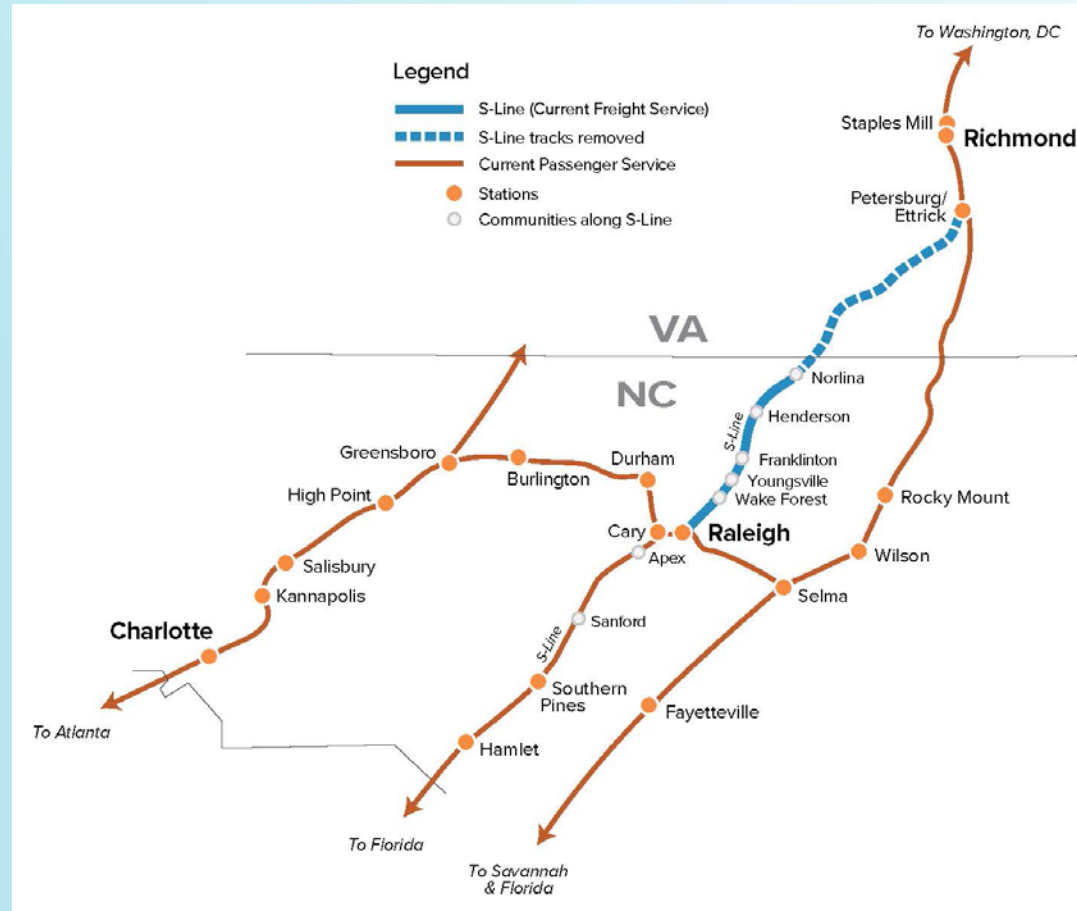 To Washington, DC
Legend
S-Line (Current Freight Service)
S-Line tracks removed
Current Passenger Service
Stations
Communities along S-Line
Staples Mill
Richmond
Petersburg/
Ettrick
VA
NC
Norlina
Henderson
S-Line
Franklinton
Youngsville
Wake Forest
Greensboro
Burlington
Durham
High Point
Rocky Mount
Cary
Raleigh
Apex
Wilson
Salisbury
Kannapolis
Selma
Charlotte
Sanford
S-Line
Southern
Pines
Fayetteville
To Atlanta
Hamlet
To Florida
To Savannah
& Florida